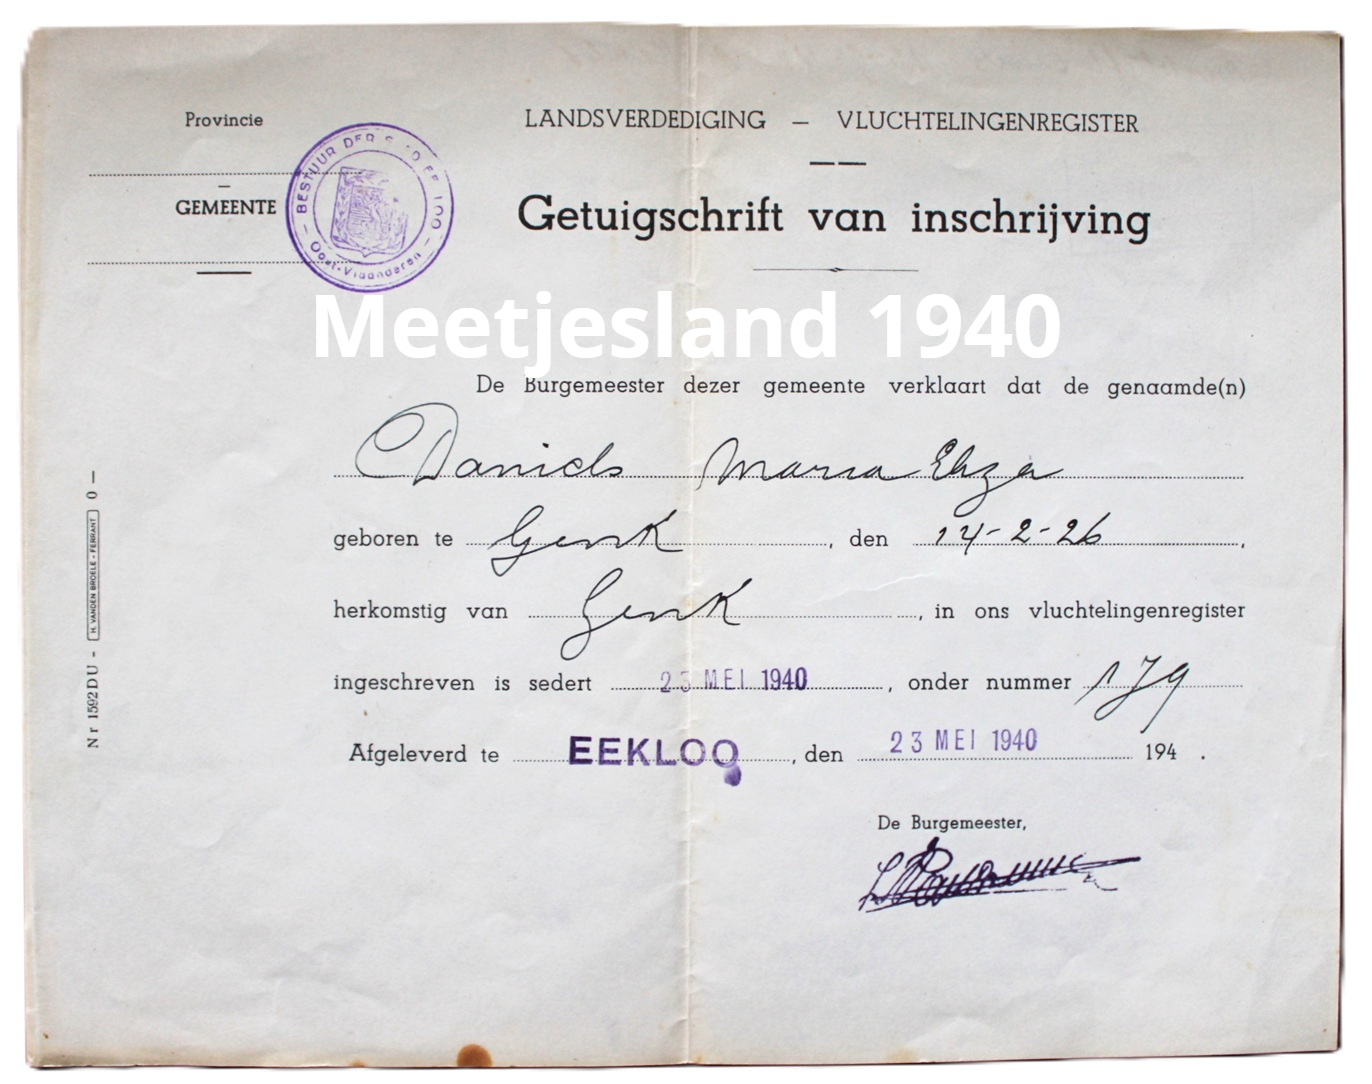 Provincie
LANDSVERDEDIGING — VLUCHTELINGENREGISTER
GEMEENTE
BESTUUR DER
Oost-Vlaanderen
Getuigschrift van inschrijving
Meetjesland 1940
De Burgemeester dezer gemeente verklaart dat de genaamde(n)
Daniels Maria Eliza
geboren te Genk, den 14-2-26,
herkomstig van Genk, in ons vluchtelingenregister
ingeschreven is sedert 23 MEI 1940, onder nummer 179
Afgeleverd te EEKLOO, den 23 MEI 1940 194 .
De Burgemeester,
Nr 1592DU - H. VANDEN BROELE - FERRANT 0 —